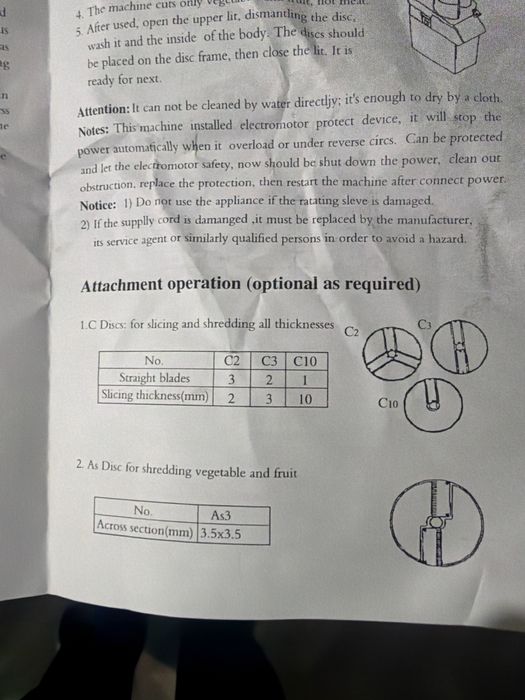 4. The machine cuts only
5. After used, open the upper lit, dismantling the disc,
wash it and the inside of the body. The discs should
be placed on the disc frame, then close the lit. It is
ready for next.
Attention: It can not be cleaned by water directljy; it's enough to dry by a cloth.
Notes: This machine installed electromotor protect device, it will stop the
power automatically when it overload or under reverse circs. Can be protected
and let the electromotor safety, now should be shut down the power, clean out
obstruction, replace the protection, then restart the machine after connect power.
Notice: 1) Do not use the appliance if the ratating sleve is damaged.
2) If the supplly cord is damanged ,it must be replaced by the manufacturer,
its service agent or similarly qualified persons in order to avoid a hazard.
Attachment operation (optional as required)
1.C Discs: for slicing and shredding all thicknesses
C2 C3
No. C2 C3 C10
Straight blades 3 2 1
Slicing thickness(mm) 2 3 10
C10
2. As Disc for shredding vegetable and fruit
No. As3
Across section(mm) 3.5x3.5